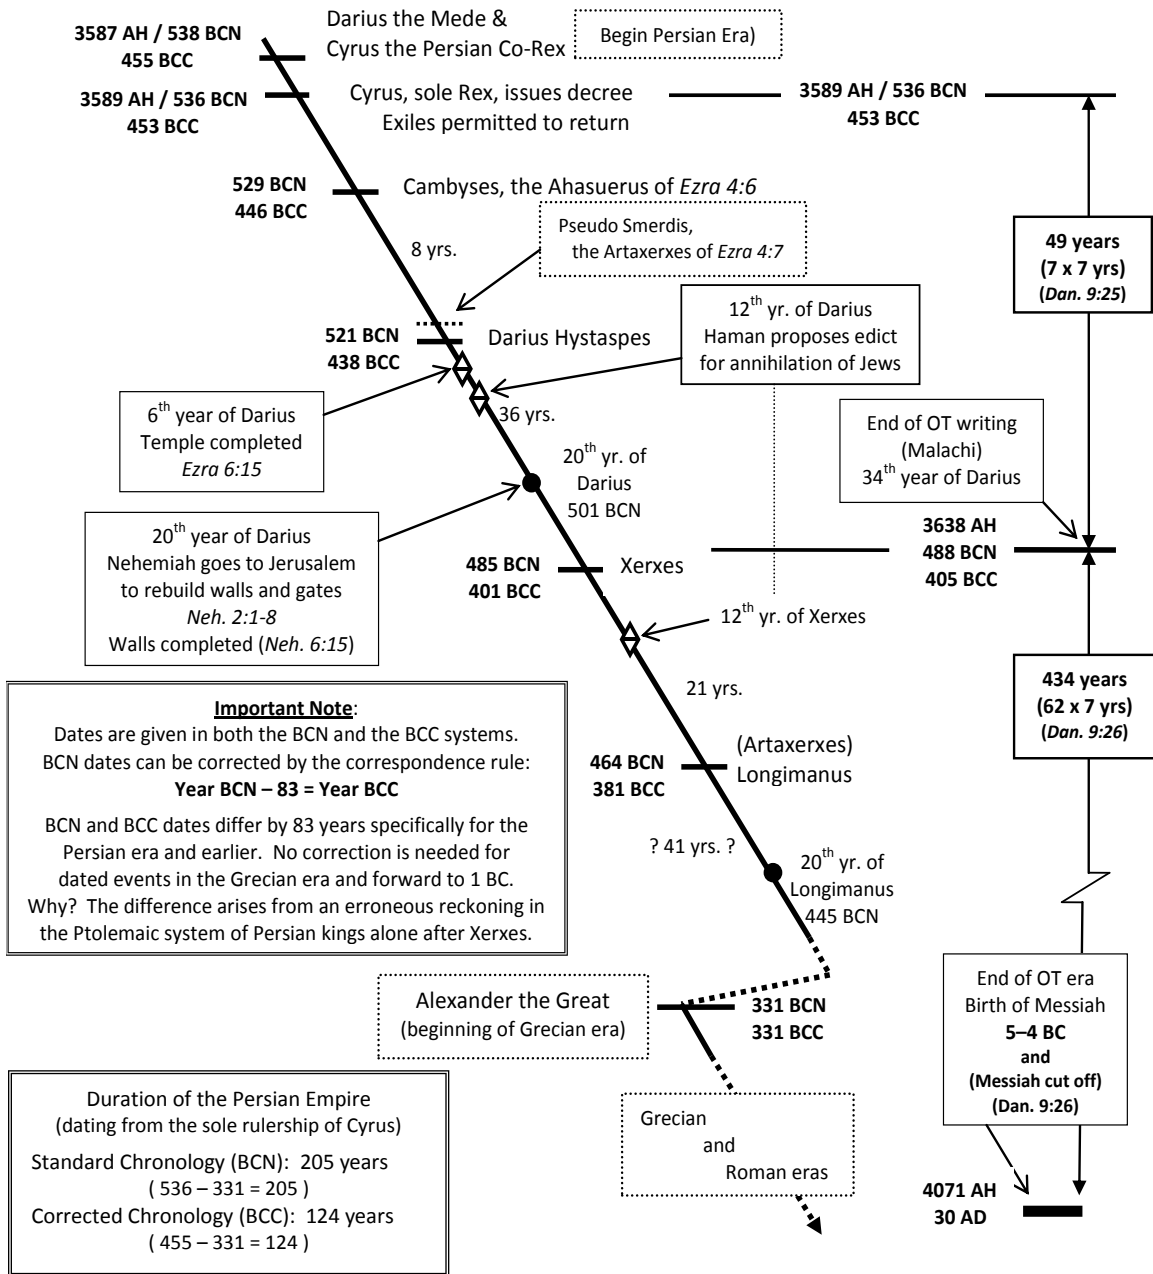 3587 AH / 538 BCN
455 BCC
Darius the Mede &
Cyrus the Persian Co-Rex
Begin Persian Era)
3589 AH / 536 BCN
453 BCC
Cyrus, sole Rex, issues decree
Exiles permitted to return
3589 AH / 536 BCN
453 BCC
529 BCN
446 BCC
Cambyses, the Ahasuerus of Ezra 4:6
Pseudo Smerdis,
the Artaxerxes of Ezra 4:7
8 yrs.
49 years
(7 x 7 yrs)
(Dan. 9:25)
12th yr. of Darius
Haman proposes edict
for annihilation of Jews
521 BCN
438 BCC
Darius Hystaspes
6th year of Darius
Temple completed
Ezra 6:15
36 yrs.
End of OT writing
(Malachi)
34th year of Darius
20th yr. of
Darius
501 BCN
20th year of Darius
Nehemiah goes to Jerusalem
to rebuild walls and gates
Neh. 2:1-8
Walls completed (Neh. 6:15)
3638 AH
488 BCN
405 BCC
485 BCN
401 BCC
Xerxes
12th yr. of Xerxes
434 years
(62 x 7 yrs)
(Dan. 9:26)
21 yrs.
Important Note:
Dates are given in both the BCN and the BCC systems.
BCN dates can be corrected by the correspondence rule:
Year BCN – 83 = Year BCC
BCN and BCC dates differ by 83 years specifically for the
Persian era and earlier. No correction is needed for
dated events in the Grecian era and forward to 1 BC.
Why? The difference arises from an erroneous reckoning in
the Ptolemaic system of Persian kings alone after Xerxes.
464 BCN
381 BCC
(Artaxerxes)
Longimanus
? 41 yrs. ?
20th yr. of
Longimanus
445 BCN
Alexander the Great
(beginning of Grecian era)
331 BCN
331 BCC
End of OT era
Birth of Messiah
5–4 BC
and
(Messiah cut off)
(Dan. 9:26)
Duration of the Persian Empire
(dating from the sole rulership of Cyrus)
Standard Chronology (BCN): 205 years
( 536 – 331 = 205 )
Corrected Chronology (BCC): 124 years
( 455 – 331 = 124 )
Grecian
and
Roman eras
4071 AH
30 AD